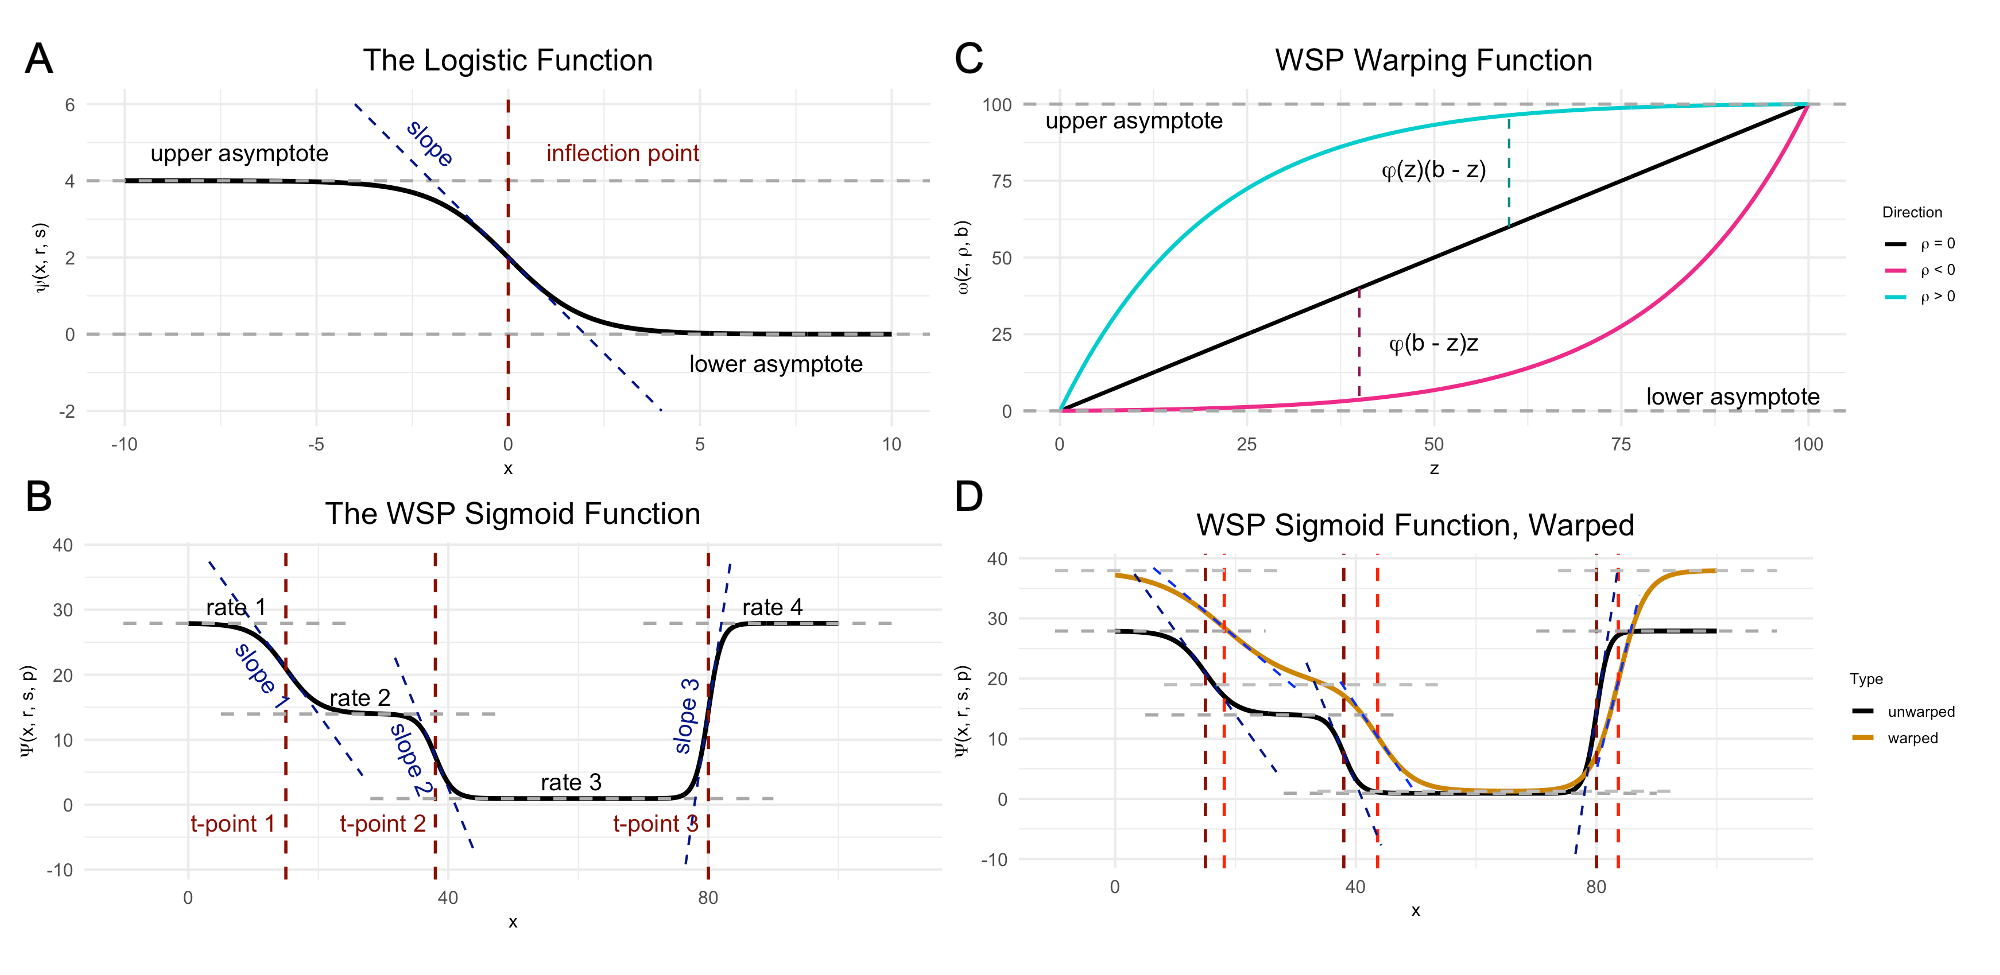 A
The Logistic Function
6
4
2
0
-2
-10
-5
0
5
10
x
ψ(x, r, s)
upper asymptote
slope
inflection point
lower asymptote
C
WSP Warping Function
100
75
50
25
0
0
25
50
75
100
z
ω(z, ρ, b)
upper asymptote
φ(z)(b - z)
φ(b - z)z
lower asymptote
Direction
ρ = 0
ρ < 0
ρ > 0
B
The WSP Sigmoid Function
40
30
20
10
0
-10
0
40
80
x
Ψ(x, r, s, p)
rate 1
slope 1
rate 2
slope 2
rate 3
slope 3
rate 4
t-point 1
t-point 2
t-point 3
D
WSP Sigmoid Function, Warped
40
30
20
10
0
-10
0
40
80
x
Ψ(x, r, s, p)
Type
unwarped
warped